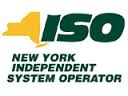 ISO
NEW YORK
INDEPENDENT
SYSTEM OPERATOR